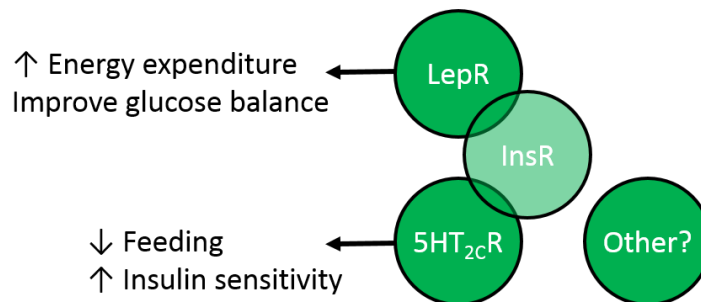 ↑ Energy expenditure
Improve glucose balance
LepR
InsR
↓ Feeding
↑ Insulin sensitivity
5HT₂CR
Other?